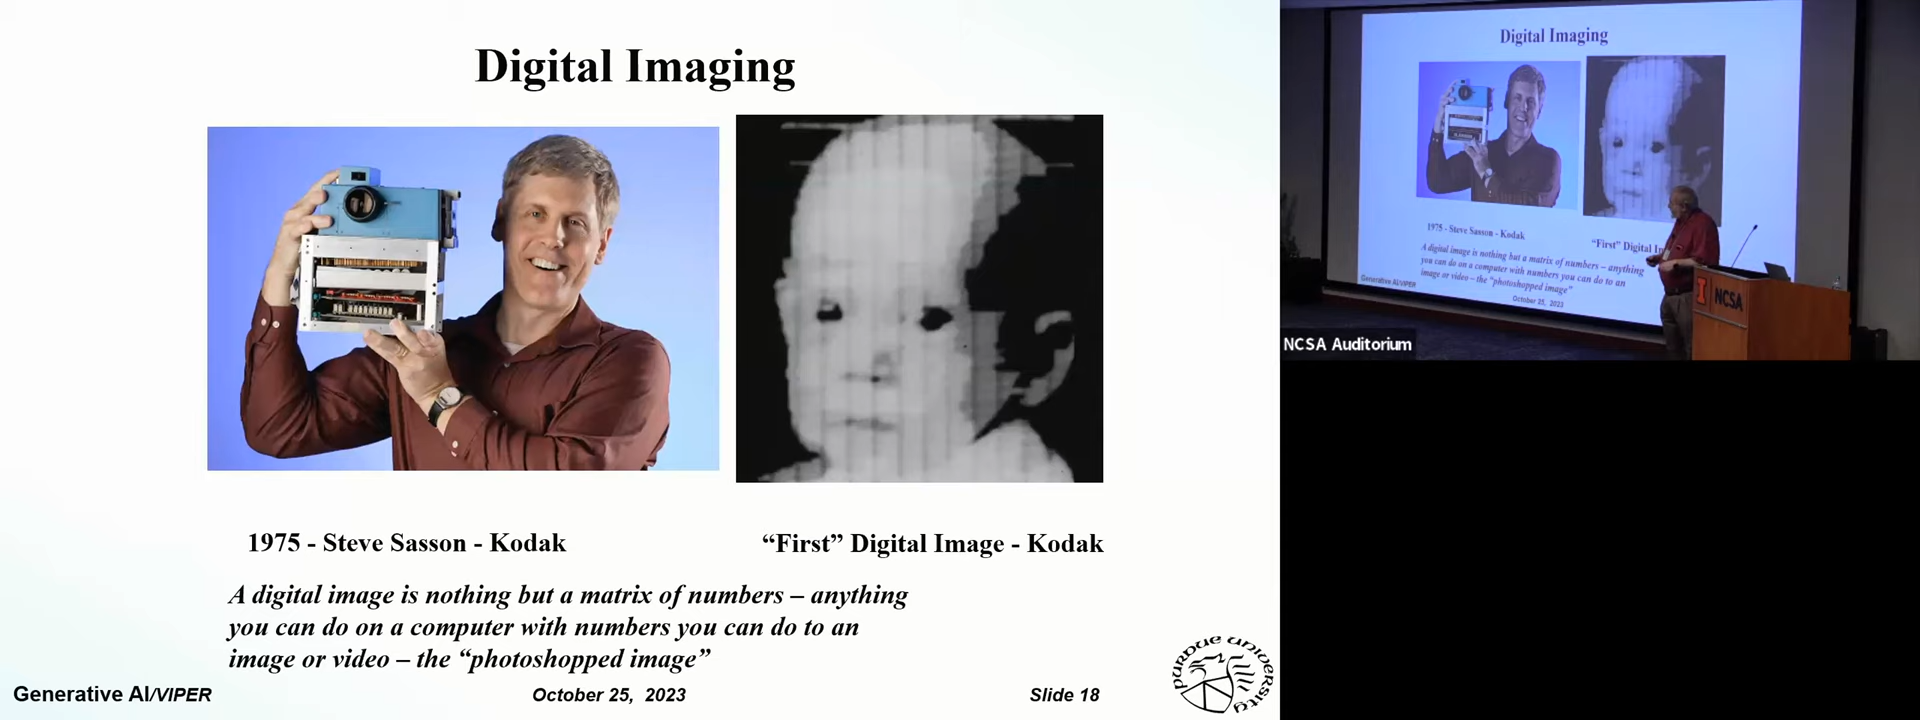 Digital Imaging
1975 - Steve Sasson - Kodak
“First” Digital Image - Kodak
A digital image is nothing but a matrix of numbers – anything
you can do on a computer with numbers you can do to an
image or video – the “photoshopped image”
Generative AI/VIPER
October 25, 2023
Slide 18
PURDUE UNIVERSITY
Digital Imaging
1975 - Steve Sasson - Kodak
“First” Digital Im
A digital image is nothing but a matrix of numbers – anything
you can do on a computer with numbers you can do to an
image or video – the “photoshopped image”
Generative AI/VIPER
October 25, 2023
I NCSA
NCSA Auditorium